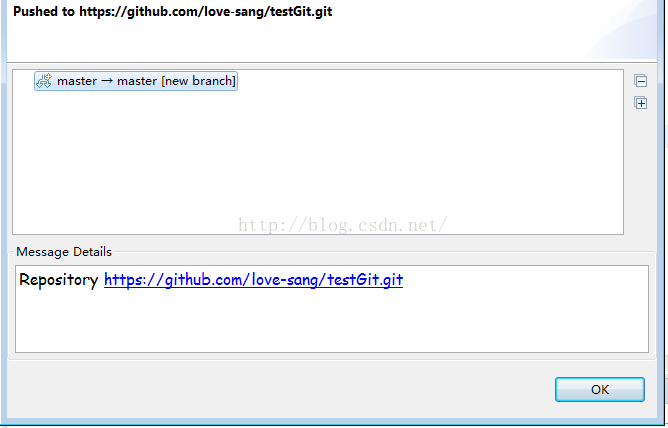 Pushed to https://github.com/love-sang/testGit.git
master → master [new branch]
http://blog.csdn.net/
Message Details
Repository https://github.com/love-sang/testGit.git
OK